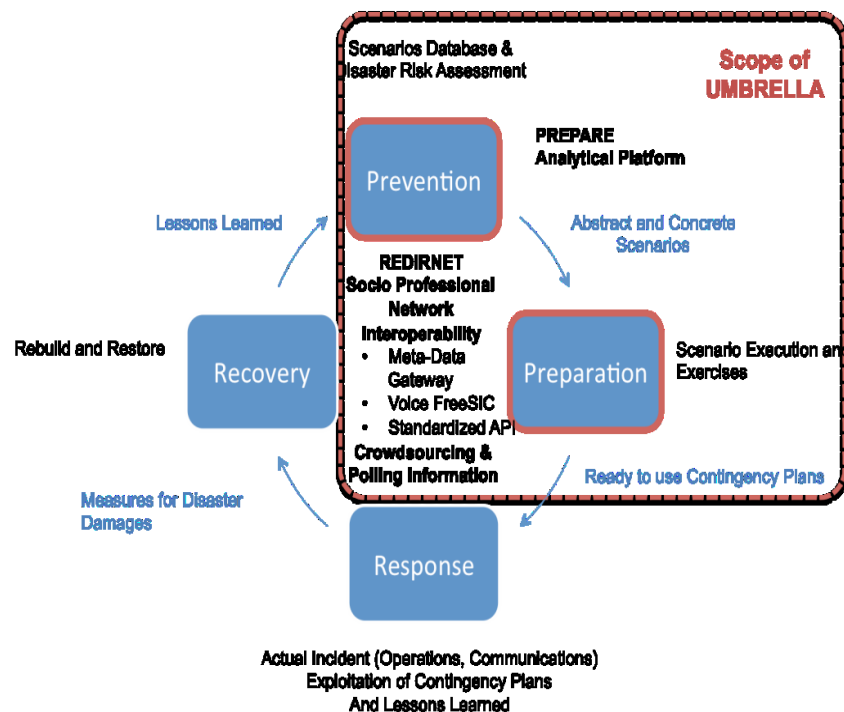 Scenarios Database &
Disaster Risk Assessment
Scope of
UMBRELLA
PREPARE
Analytical Platform
Prevention
Lessons Learned
Abstract and Concrete
Scenarios
REDIRNET
Socio Professional
Network
Interoperability
• Meta-Data
Gateway
• Voice FreeSIC
• Standardized API
Crowdsourcing &
Polling Information
Rebuild and Restore
Recovery
Preparation
Scenario Execution and
Exercises
Measures for Disaster
Damages
Ready to use Contingency Plans
Response
Actual Incident (Operations, Communications)
Exploitation of Contingency Plans
And Lessons Learned